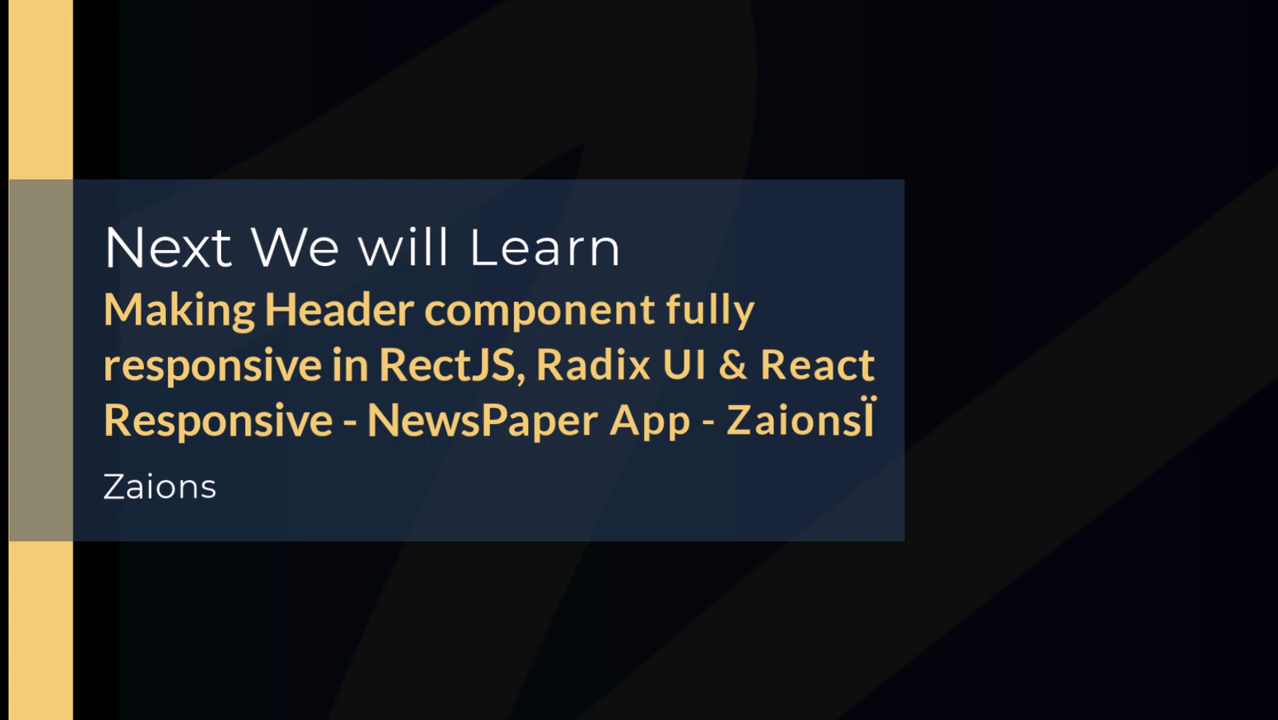 Next We will Learn
Making Header component fully
responsive in RectJS, Radix UI & React
Responsive - NewsPaper App - ZaionsÏ
Zaions